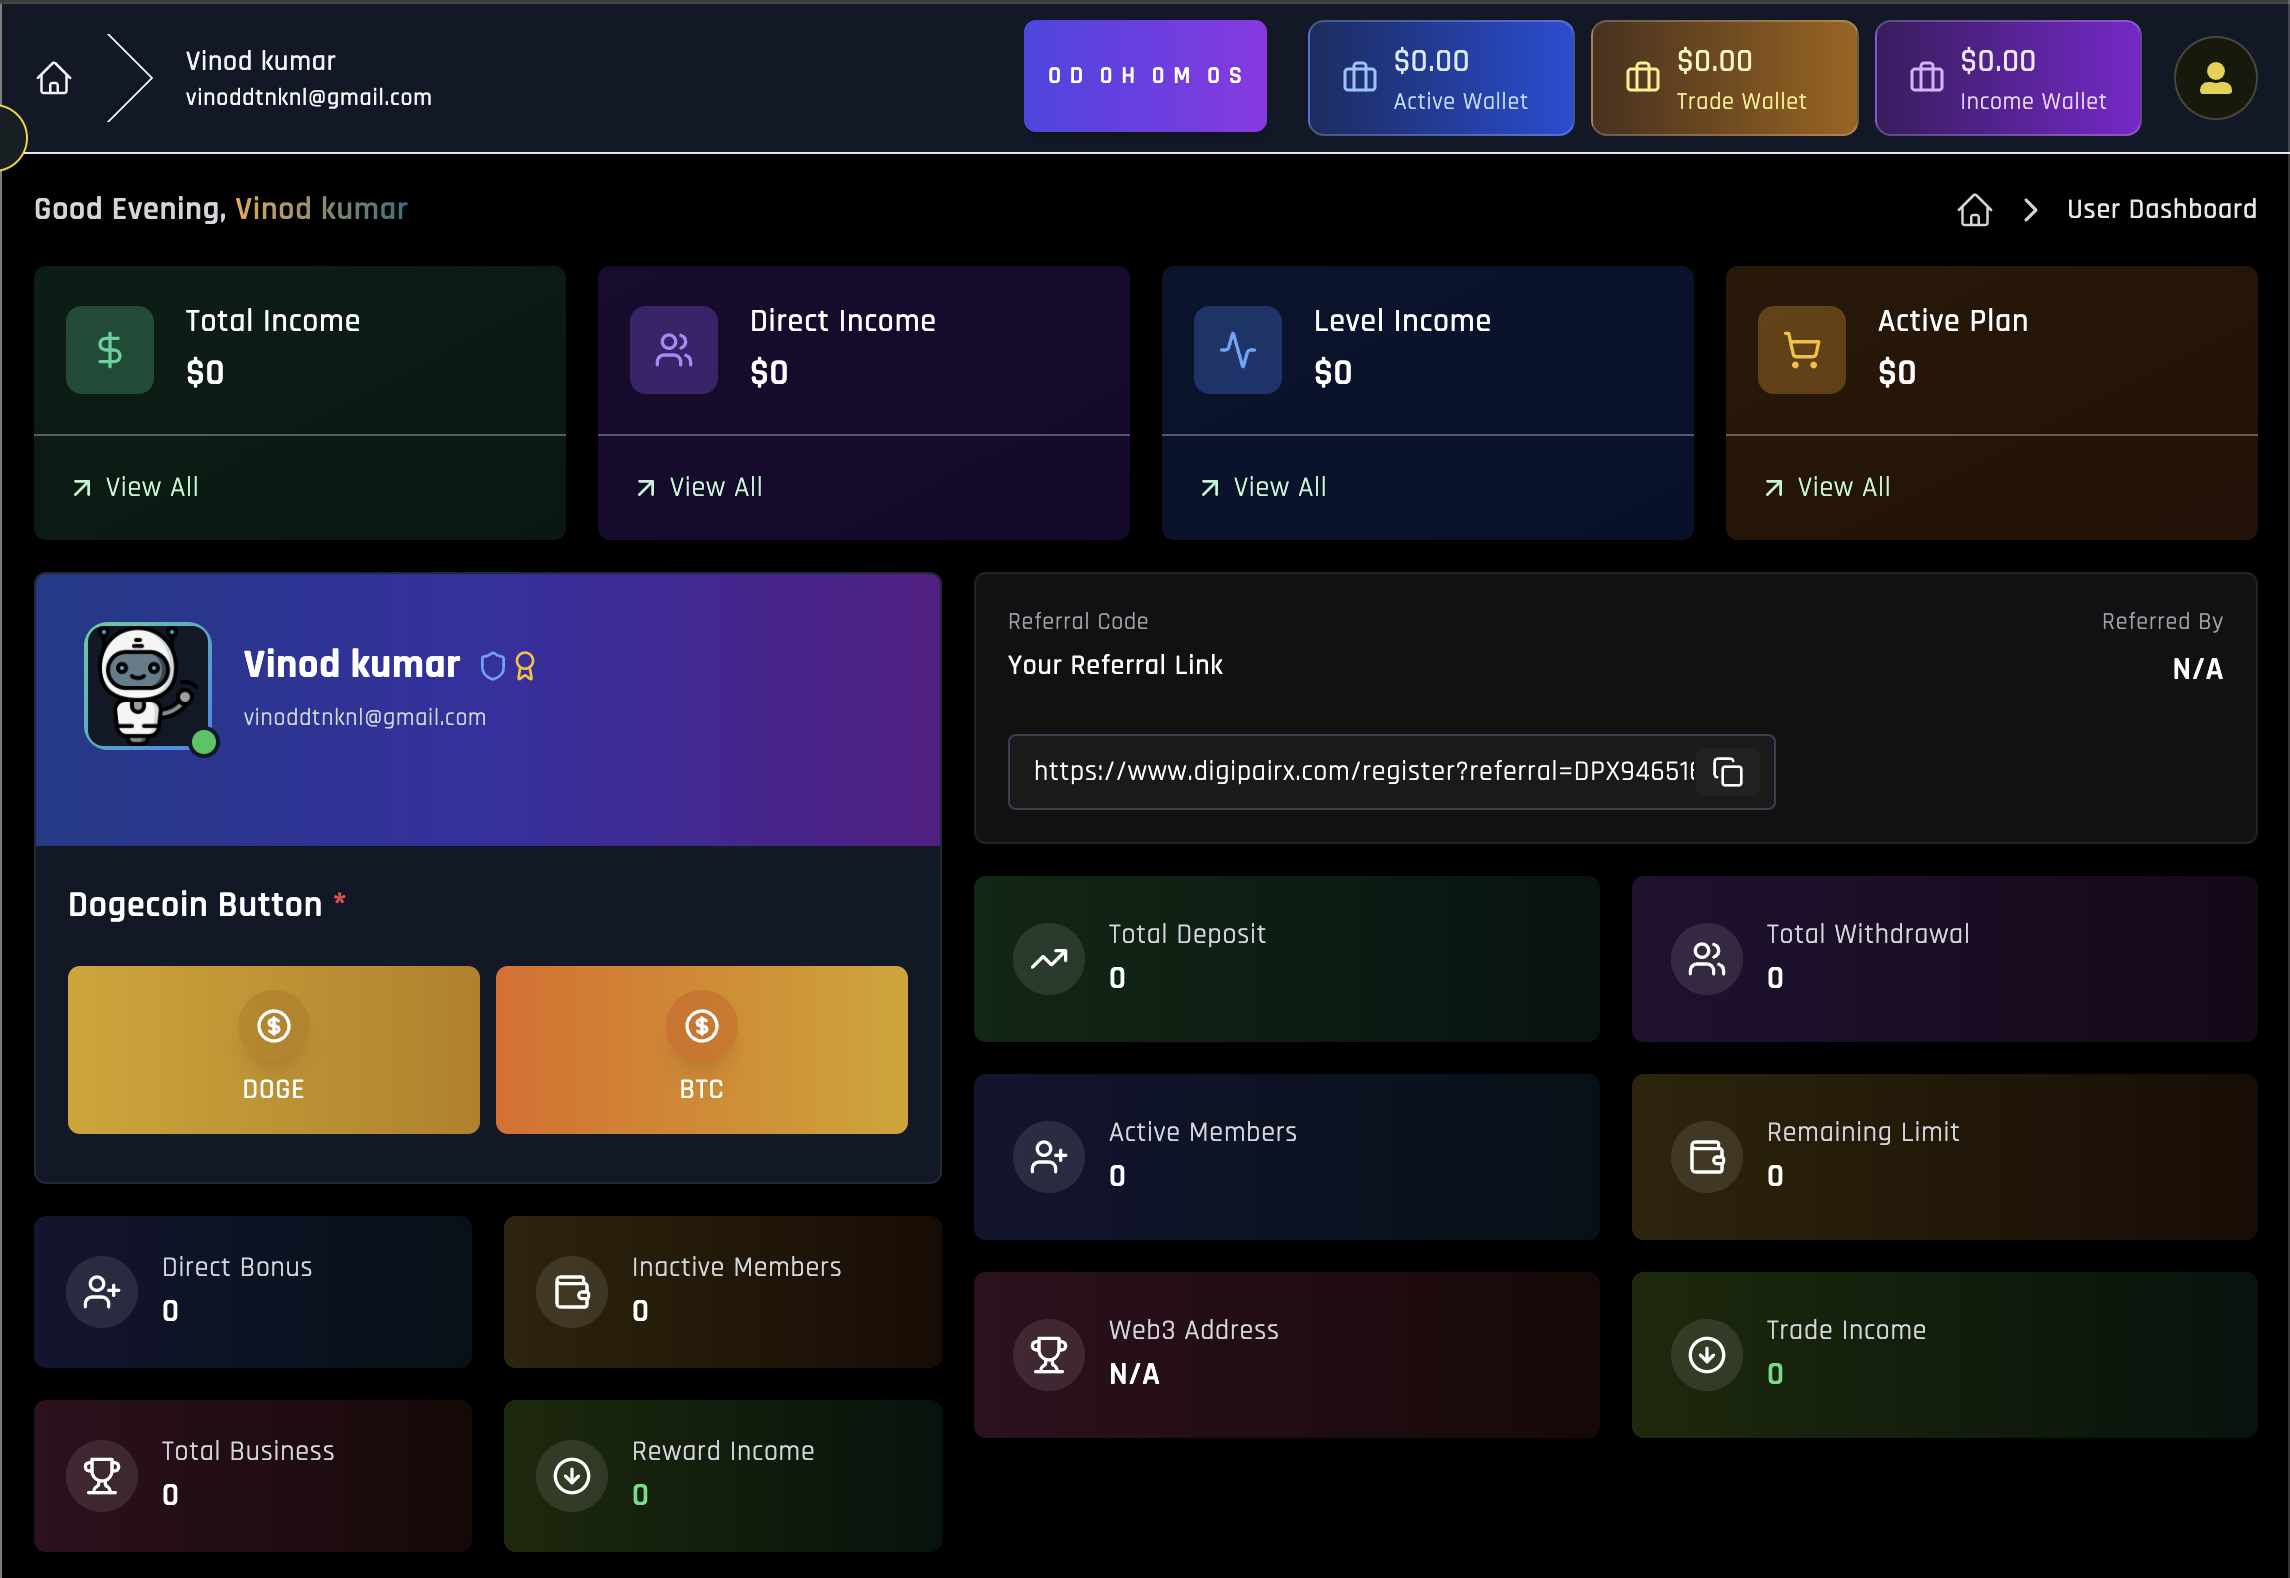 Vinod kumar
vinoddtnknl@gmail.com
0D 0H 0M 0S
$0.00
Active Wallet
$0.00
Trade Wallet
$0.00
Income Wallet
Good Evening, Vinod kumar
User Dashboard
Total Income
$0
View All
Direct Income
$0
View All
Level Income
$0
View All
Active Plan
$0
View All
Vinod kumar
vinoddtnknl@gmail.com
Referral Code
Your Referral Link
Referred By
N/A
https://www.digipairx.com/register?referral=DPX94651
Dogecoin Button *
DOGE
BTC
Total Deposit
0
Total Withdrawal
0
Active Members
0
Remaining Limit
0
Direct Bonus
0
Inactive Members
0
Web3 Address
N/A
Trade Income
0
Total Business
0
Reward Income
0